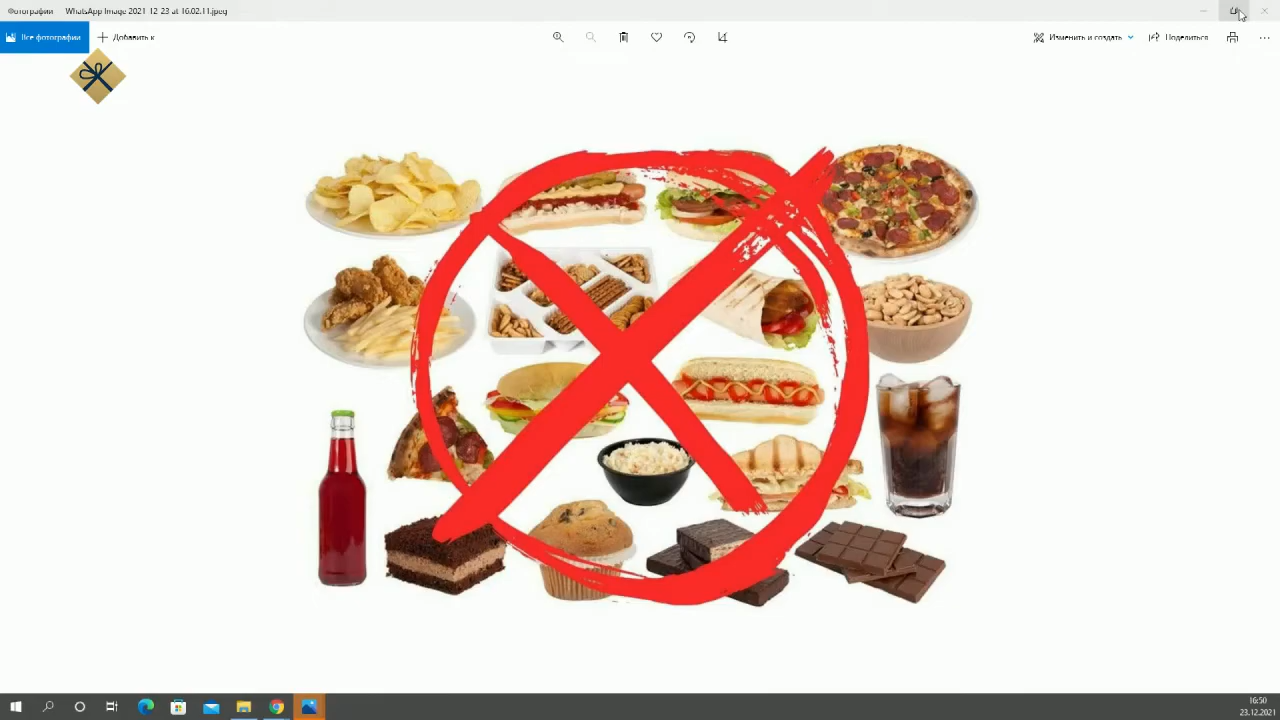 Фотографии
WhatsApp Image 2021-12-23 at 16.02.11.jpeg
Все фотографии
Добавить к
Изменить и создать
Поделиться
16:50
23.12.2021